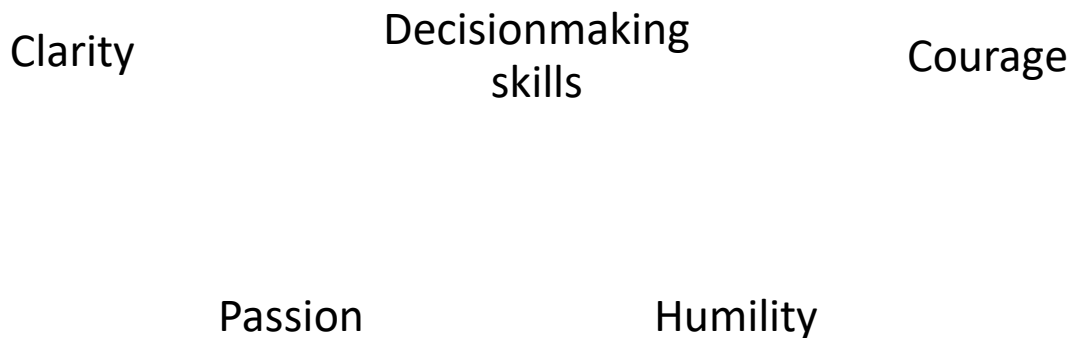 Clarity
Decisionmaking
skills
Courage
Passion
Humility